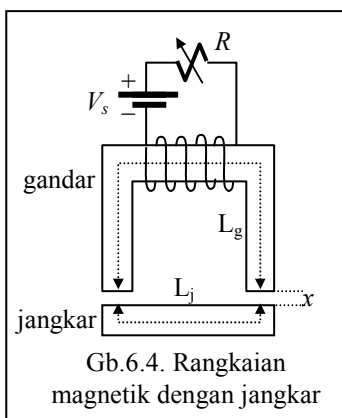 R
+
V_s
−
gandar
L_g
L_j
x
jangkar
Gb.6.4. Rangkaian
magnetik dengan jangkar